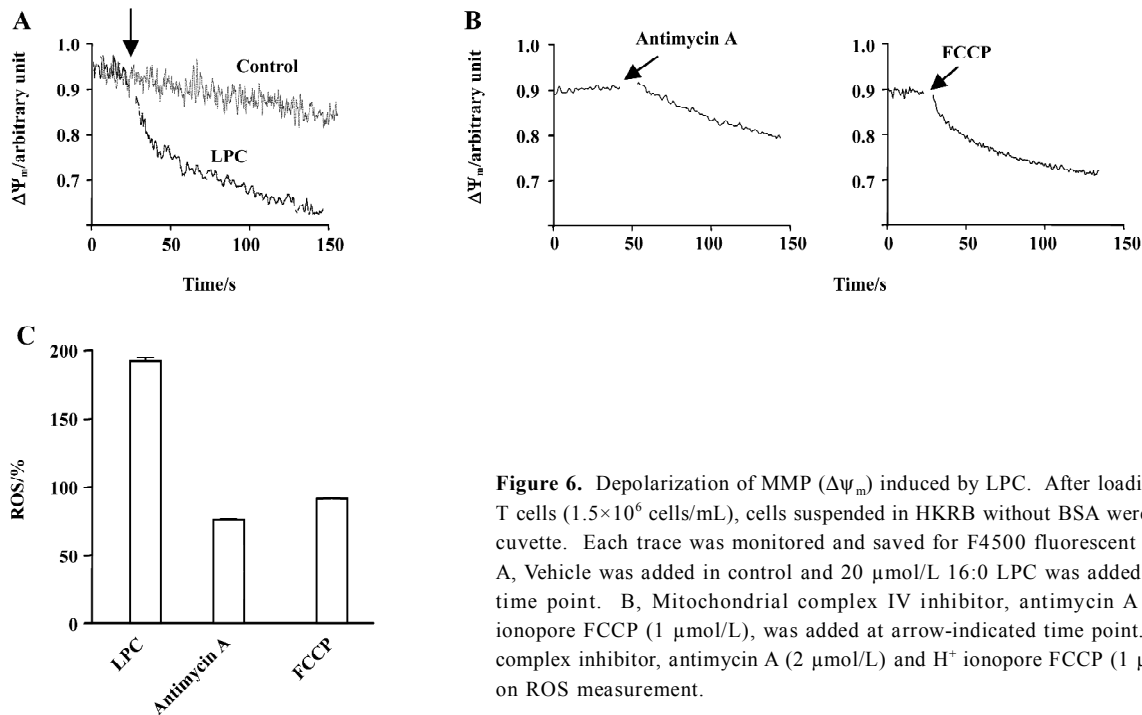 A
1.0
0.9
0.8
0.7
0
50
100
150
Control
LPC
ΔΨm/arbitrary unit
Time/s
B
1.0
0.9
0.8
0.7
0
50
100
150
Antimycin A
ΔΨm/arbitrary unit
1.0
0.9
0.8
0.7
0
50
100
150
FCCP
Time/s
C
200
150
100
50
0
ROS/%
LPC
Antimycin A
FCCP
Figure 6. Depolarization of MMP (Δψm) induced by LPC. After loadi
T cells (1.5×10⁶ cells/mL), cells suspended in HKRB without BSA were
cuvette. Each trace was monitored and saved for F4500 fluorescent
A, Vehicle was added in control and 20 µmol/L 16:0 LPC was added
time point. B, Mitochondrial complex IV inhibitor, antimycin A
ionopore FCCP (1 µmol/L), was added at arrow-indicated time point.
complex inhibitor, antimycin A (2 µmol/L) and H⁺ ionopore FCCP (1 µ
on ROS measurement.